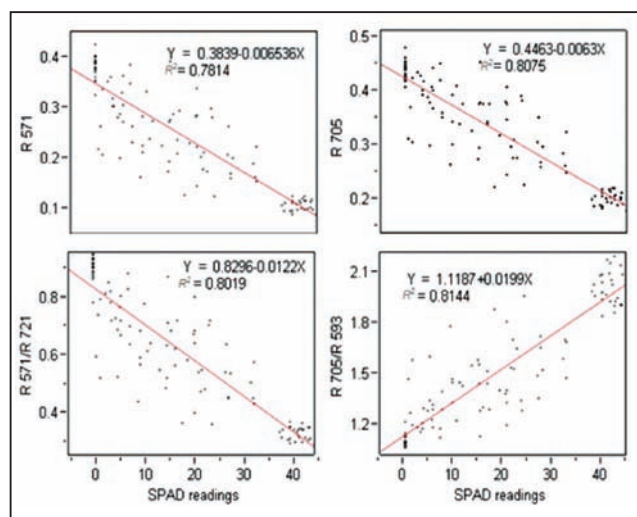 Y = 0.3839-0.006536X
R² = 0.7814
0.4
0.3
0.2
0.1
R 571
Y = 0.4463-0.0063X
R² = 0.8075
0.5
0.4
0.3
0.2
R 705
Y = 0.8296-0.0122X
R² = 0.8019
0.8
0.6
0.4
R 571/R 721
0 10 20 30 40
SPAD readings
Y = 1.1187+0.0199X
R² = 0.8144
2.1
1.8
1.5
1.2
R 705/R 593
0 10 20 30 40
SPAD readings